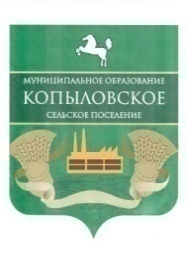 МУНИЦИПАЛЬНОЕ ОБРАЗОВАНИЕ
КОПЫЛОВСКОЕ
СЕЛЬСКОЕ ПОСЕЛЕНИЕ